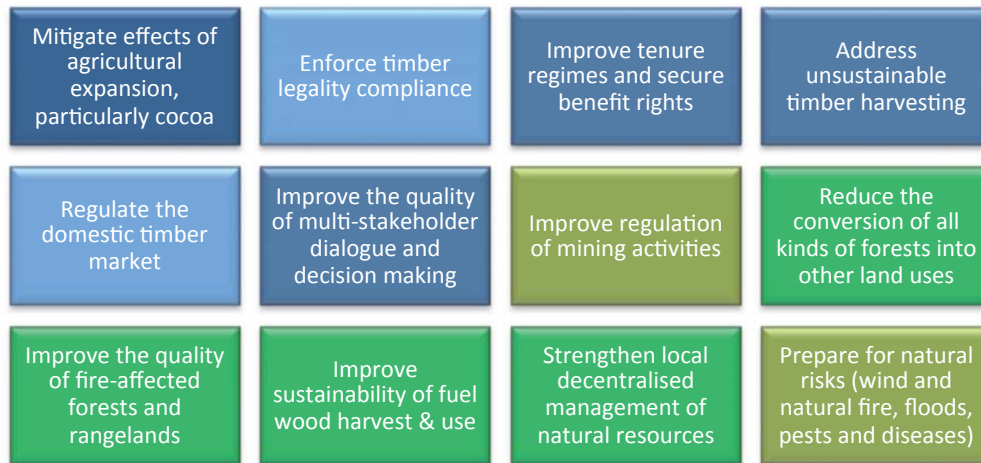 Mitigate effects of
agricultural
expansion,
particularly cocoa
Enforce timber
legality compliance
Improve tenure
regimes and secure
benefit rights
Address
unsustainable
timber harvesting
Regulate the
domestic timber
market
Improve the quality
of multi-stakeholder
dialogue and
decision making
Improve regulation
of mining activities
Reduce the
conversion of all
kinds of forests into
other land uses
Improve the quality
of fire-affected
forests and
rangelands
Improve
sustainability of fuel
wood harvest & use
Strengthen local
decentralised
management of
natural resources
Prepare for natural
risks (wind and
natural fire, floods,
pests and diseases)